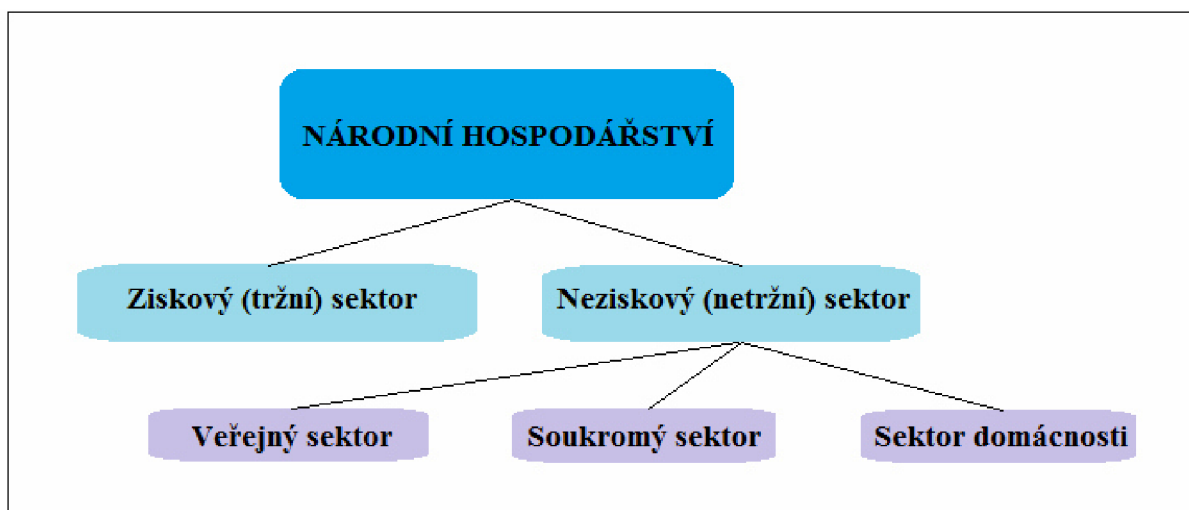 NÁRODNÍ HOSPODÁŘSTVÍ
Ziskový (tržní) sektor
Neziskový (netržní) sektor
Veřejný sektor
Soukromý sektor
Sektor domácnosti